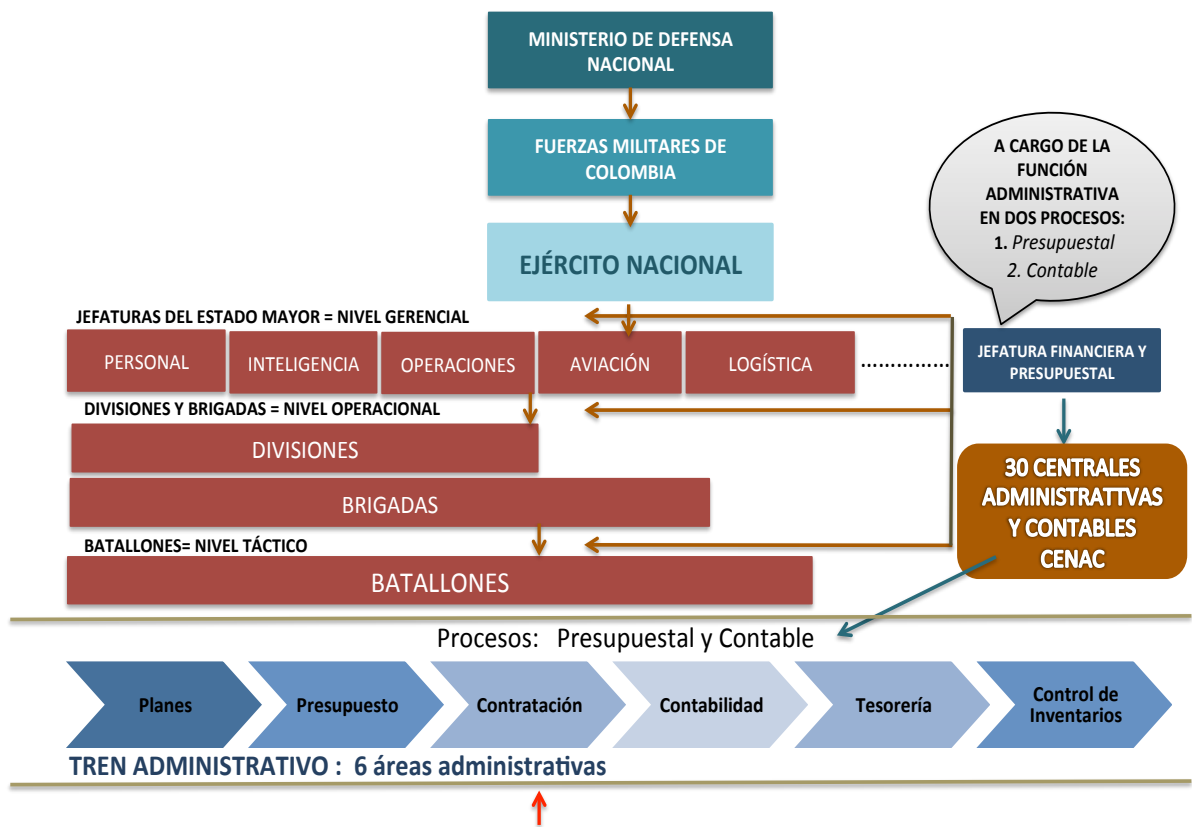 MINISTERIO DE DEFENSA
NACIONAL
FUERZAS MILITARES DE
COLOMBIA
EJÉRCITO NACIONAL
A CARGO DE LA
FUNCIÓN
ADMINISTRATIVA
EN DOS PROCESOS:
1. Presupuestal
2. Contable
JEFATURAS DEL ESTADO MAYOR = NIVEL GERENCIAL
PERSONAL
INTELIGENCIA
OPERACIONES
AVIACIÓN
LOGÍSTICA
……………
JEFATURA FINANCIERA Y
PRESUPUESTAL
DIVISIONES Y BRIGADAS = NIVEL OPERACIONAL
DIVISIONES
BRIGADAS
30 CENTRALES
ADMINISTRATTVAS
Y CONTABLES
CENAC
BATALLONES= NIVEL TÁCTICO
BATALLONES
Procesos: Presupuestal y Contable
Planes
Presupuesto
Contratación
Contabilidad
Tesorería
Control de
Inventarios
TREN ADMINISTRATIVO : 6 áreas administrativas